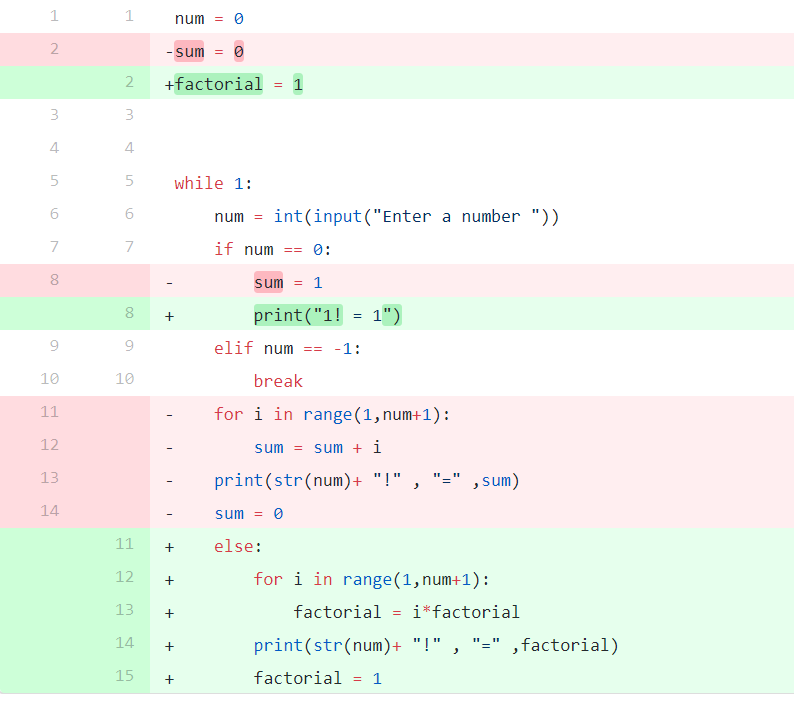 1 1 num = 0
2 -sum = 0
2 +factorial = 1
3 3
4 4
5 5 while 1:
6 6 num = int(input("Enter a number "))
7 7 if num == 0:
8 - sum = 1
8 + print("1! = 1")
9 9 elif num == -1:
10 10 break
11 - for i in range(1,num+1):
12 - sum = sum + i
13 - print(str(num)+ "!" , "=" ,sum)
14 - sum = 0
11 + else:
12 + for i in range(1,num+1):
13 + factorial = i*factorial
14 + print(str(num)+ "!" , "=" ,factorial)
15 + factorial = 1